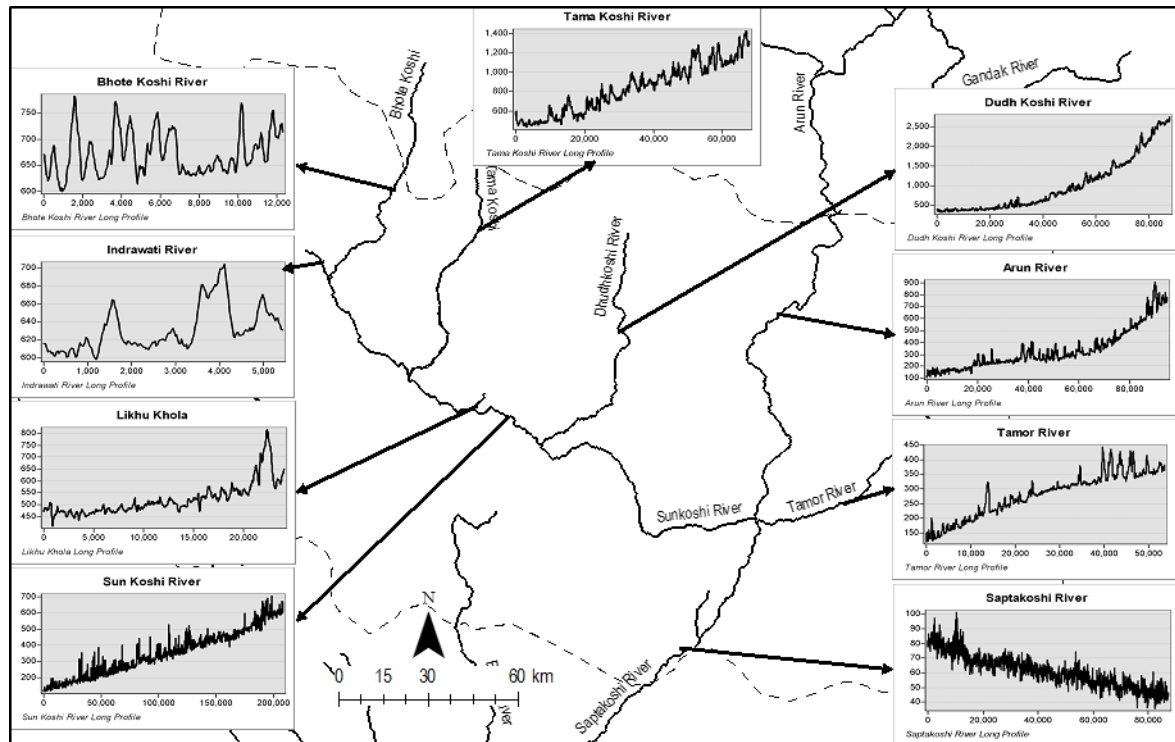 Tama Koshi River
1,400
1,200
1,000
800
600
0 20,000 40,000 60,000
Tama Koshi River Long Profile
Bhote Koshi River
750
700
650
600
0 2,000 4,000 6,000 8,000 10,000 12,000
Bhote Koshi River Long Profile
Indrawati River
700
680
660
640
620
600
0 1,000 2,000 3,000 4,000 5,000
Indrawati River Long Profile
Likhu Khola
800
750
700
650
600
550
500
450
0 5,000 10,000 15,000 20,000
Likhu Khola Long Profile
Sun Koshi River
700
600
500
400
300
200
0 50,000 100,000 150,000 200,000
Sun Koshi River Long Profile
Bhote Koshi
Tama Koshi
Dhudhkoshi River
Arun River
Gandak River
Sunkoshi River
Tamor River
Saptakoshi River
N
0 15 30 60 km
Dudh Koshi River
2,500
2,000
1,500
1,000
500
0 20,000 40,000 60,000 80,000
Dudh Koshi River Long Profile
Arun River
900
800
700
600
500
400
300
200
100
0 20,000 40,000 60,000 80,000
Arun River Long Profile
Tamor River
450
400
350
300
250
200
150
0 10,000 20,000 30,000 40,000 50,000
Tamor River Long Profile
Saptakoshi River
100
90
80
70
60
50
40
0 20,000 40,000 60,000 80,000
Saptakoshi River Long Profile